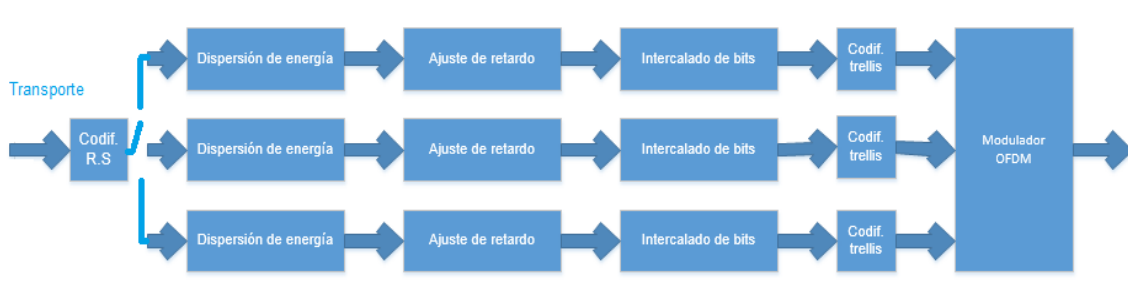 Transporte
Codif.
R.S
Dispersión de energía
Ajuste de retardo
Intercalado de bits
Codif.
trellis
Dispersión de energía
Ajuste de retardo
Intercalado de bits
Codif.
trellis
Dispersión de energía
Ajuste de retardo
Intercalado de bits
Codif.
trellis
Modulador
OFDM